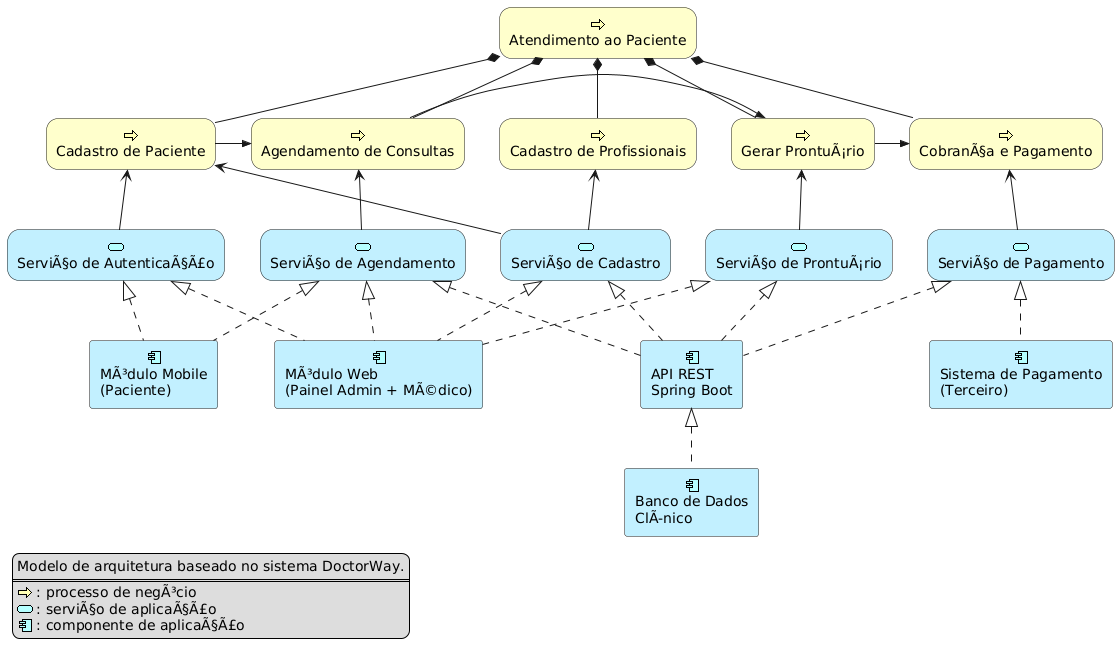 Atendimento ao Paciente
Cadastro de Paciente
Agendamento de Consultas
Cadastro de Profissionais
Gerar ProntuÃ¡rio
CobranÃ§a e Pagamento
ServiÃ§o de AutenticaÃ§Ã£o
ServiÃ§o de Agendamento
ServiÃ§o de Cadastro
ServiÃ§o de ProntuÃ¡rio
ServiÃ§o de Pagamento
MÃ³dulo Mobile
(Paciente)
MÃ³dulo Web
(Painel Admin + MÃ©dico)
API REST
Spring Boot
Sistema de Pagamento
(Terceiro)
Banco de Dados
ClÃ-nico
Modelo de arquitetura baseado no sistema DoctorWay.
: processo de negÃ³cio
: serviÃ§o de aplicaÃ§Ã£o
: componente de aplicaÃ§Ã£o